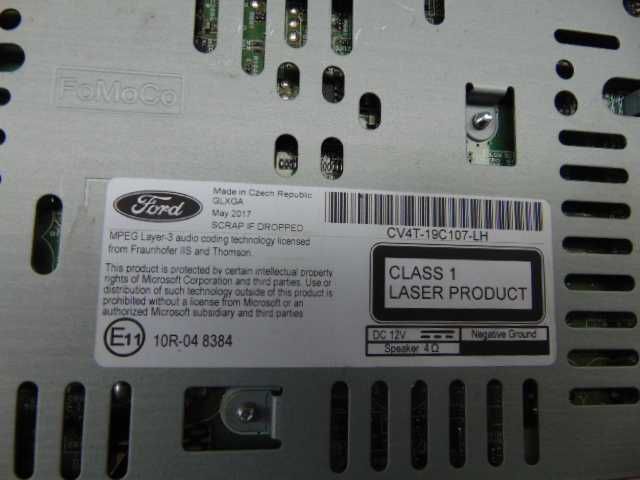 FoMoCo
Ford
Made in Czech Republic
GLXGA
May 2017
SCRAP IF DROPPED
CV4T-19C107-LH
MPEG Layer-3 audio coding technology licensed
from Fraunhofer IIS and Thomson.
This product is protected by certain intellectual property
rights of Microsoft Corporation and third parties. Use or
distribution of such technology outside of this product is
prohibited without a license from Microsoft or an
authorized Microsoft subsidiary and third parties
CLASS 1
LASER PRODUCT
DC 12V Negative Ground
Speaker 4Ω
E11 10R-04 8384